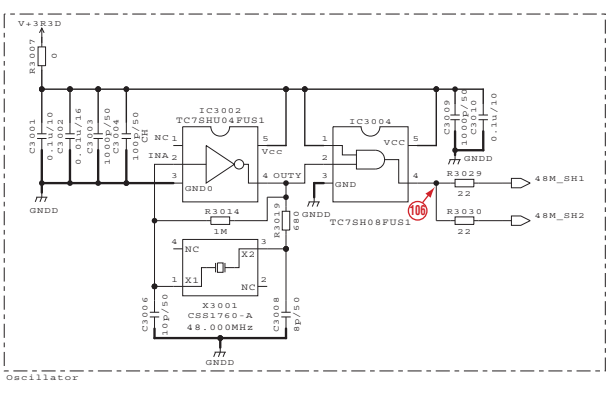 V+3R3D
R3007
0
C3001
0.1u/10
C3002
0.01u/16
C3003
1000p/50
C3004
100p/50
CH
GNDD
IC3002
TC7SHU04FUS1
NC 1
INA 2
3
GND0
5
Vcc
4 OUTY
R3014
1M
R3019
680
GNDD
IC3004
1
2
3
GND
VCC
5
4
TC7SH08FUS1
106
C3009
1000p/50
C3010
0.1u/10
GNDD
R3029
22
48M_SH1
R3030
22
48M_SH2
4
NC
3
X2
1
X1
2
NC
X3001
CSS1760-A
48.000MHz
C3006
10p/50
C3008
8p/50
GNDD
Oscillator